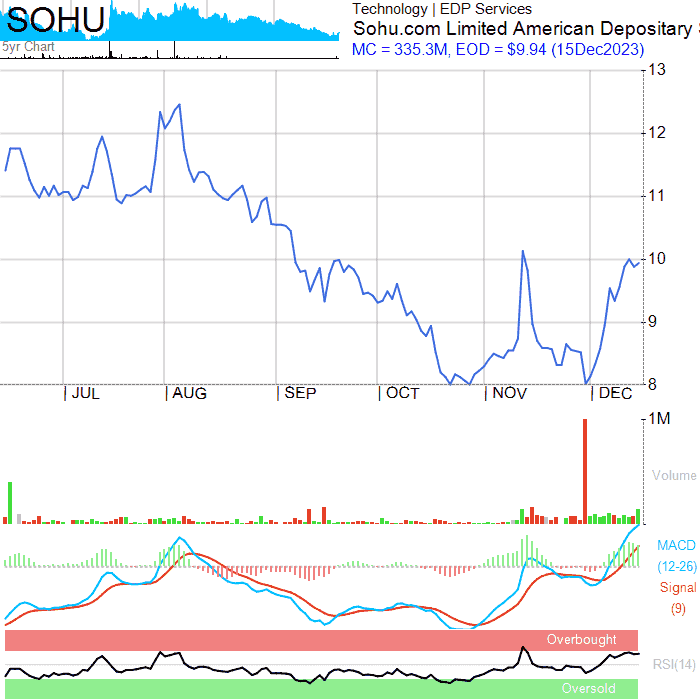 SOHU
Technology | EDP Services
Sohu.com Limited American Depositary S
5yr Chart
MC = 335.3M, EOD = $9.94 (15Dec2023)
13
12
11
10
9
8
| JUL | AUG | SEP | OCT | NOV | DEC
1M
Volume
MACD
(12-26)
Signal
(9)
Overbought
RSI(14)
Oversold